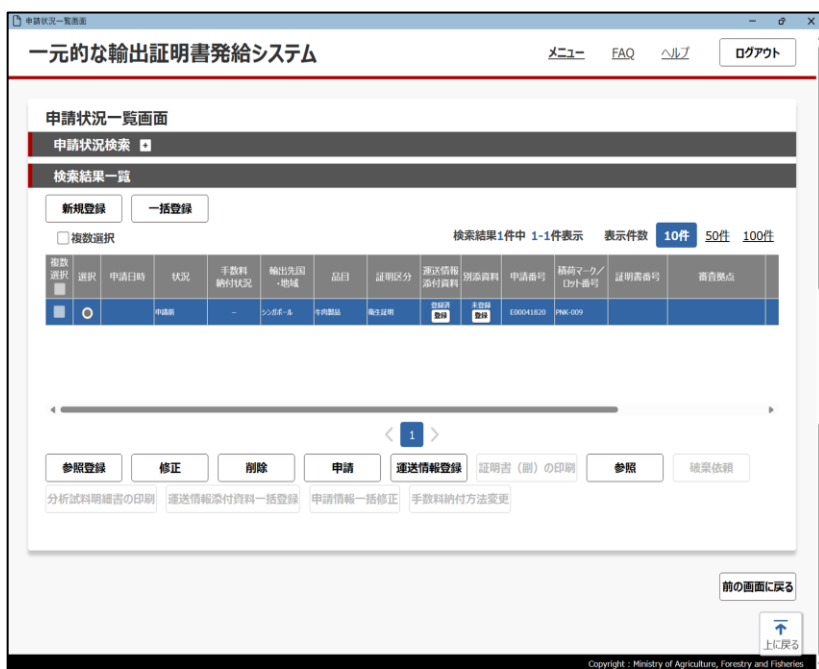 申請状況一覧画面
一元的な輸出証明書発給システム
メニュー FAQ ヘルプ ログアウト
申請状況一覧画面
申請状況検索
検索結果一覧
新規登録 一括登録
複数選択 検索結果1件中 1-1件表示 表示件数 10件 50件 100件
複数選択 選択 申請日時 状況 手数料納付状況 輸出先国・地域 品目 証明区分 運送情報添付資料 別添資料 申請番号 積荷マーク／ロット番号 証明書番号 審査拠点
申請前 - シンガポール 牛肉製品 衛生証明 登録済 登録 未登録 登録 E00041820 PNK-009
1
参照登録 修正 削除 申請 運送情報登録 証明書（副）の印刷 参照 破棄依頼
分析試料明細書の印刷 運送情報添付資料一括登録 申請情報一括修正 手数料納付方法変更
前の画面に戻る
上に戻る
Copyright : Ministry of Agriculture, Forestry and Fisheries